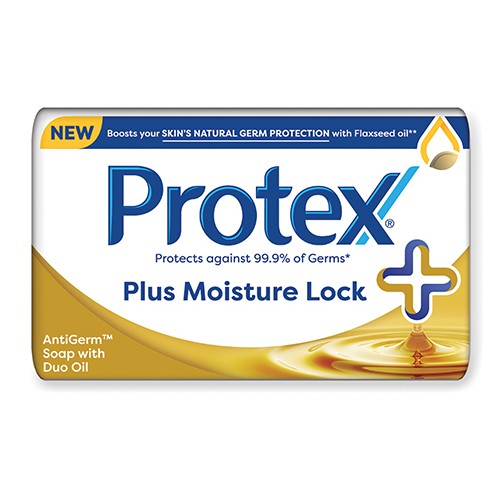 NEW
Boosts your SKIN'S NATURAL GERM PROTECTION with Flaxseed oil**
Protex®
Protects against 99.9% of Germs*
Plus Moisture Lock
AntiGerm™
Soap with
Duo Oil